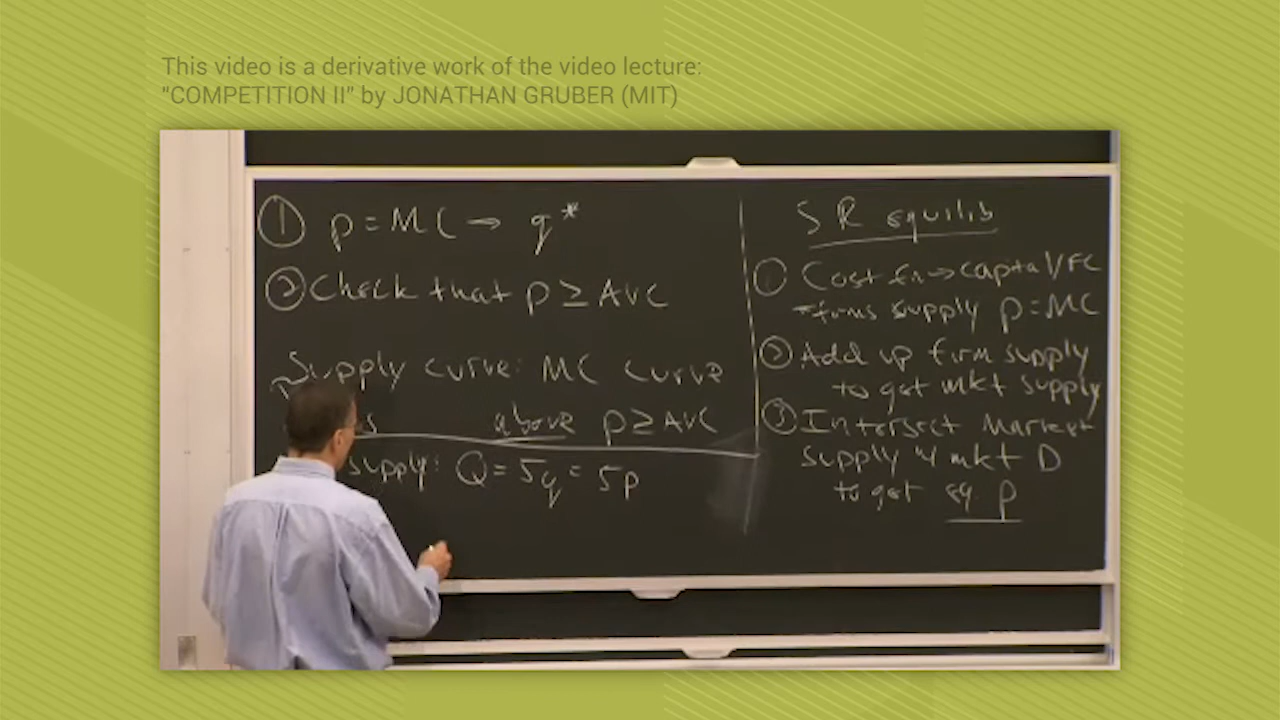 This video is a derivative work of the video lecture:
"COMPETITION II" by JONATHAN GRUBER (MIT)
① p = MC → q*
② Check that p ≥ AVC
Supply curve: MC curve
above p ≥ AVC
supply: Q = 5q = 5p
SR equilib
① Cost fn → capital/FC
firms supply p = MC
② Add up firm supply
to get mkt supply
③ Intersect Market
supply w/ mkt D
to get eq p